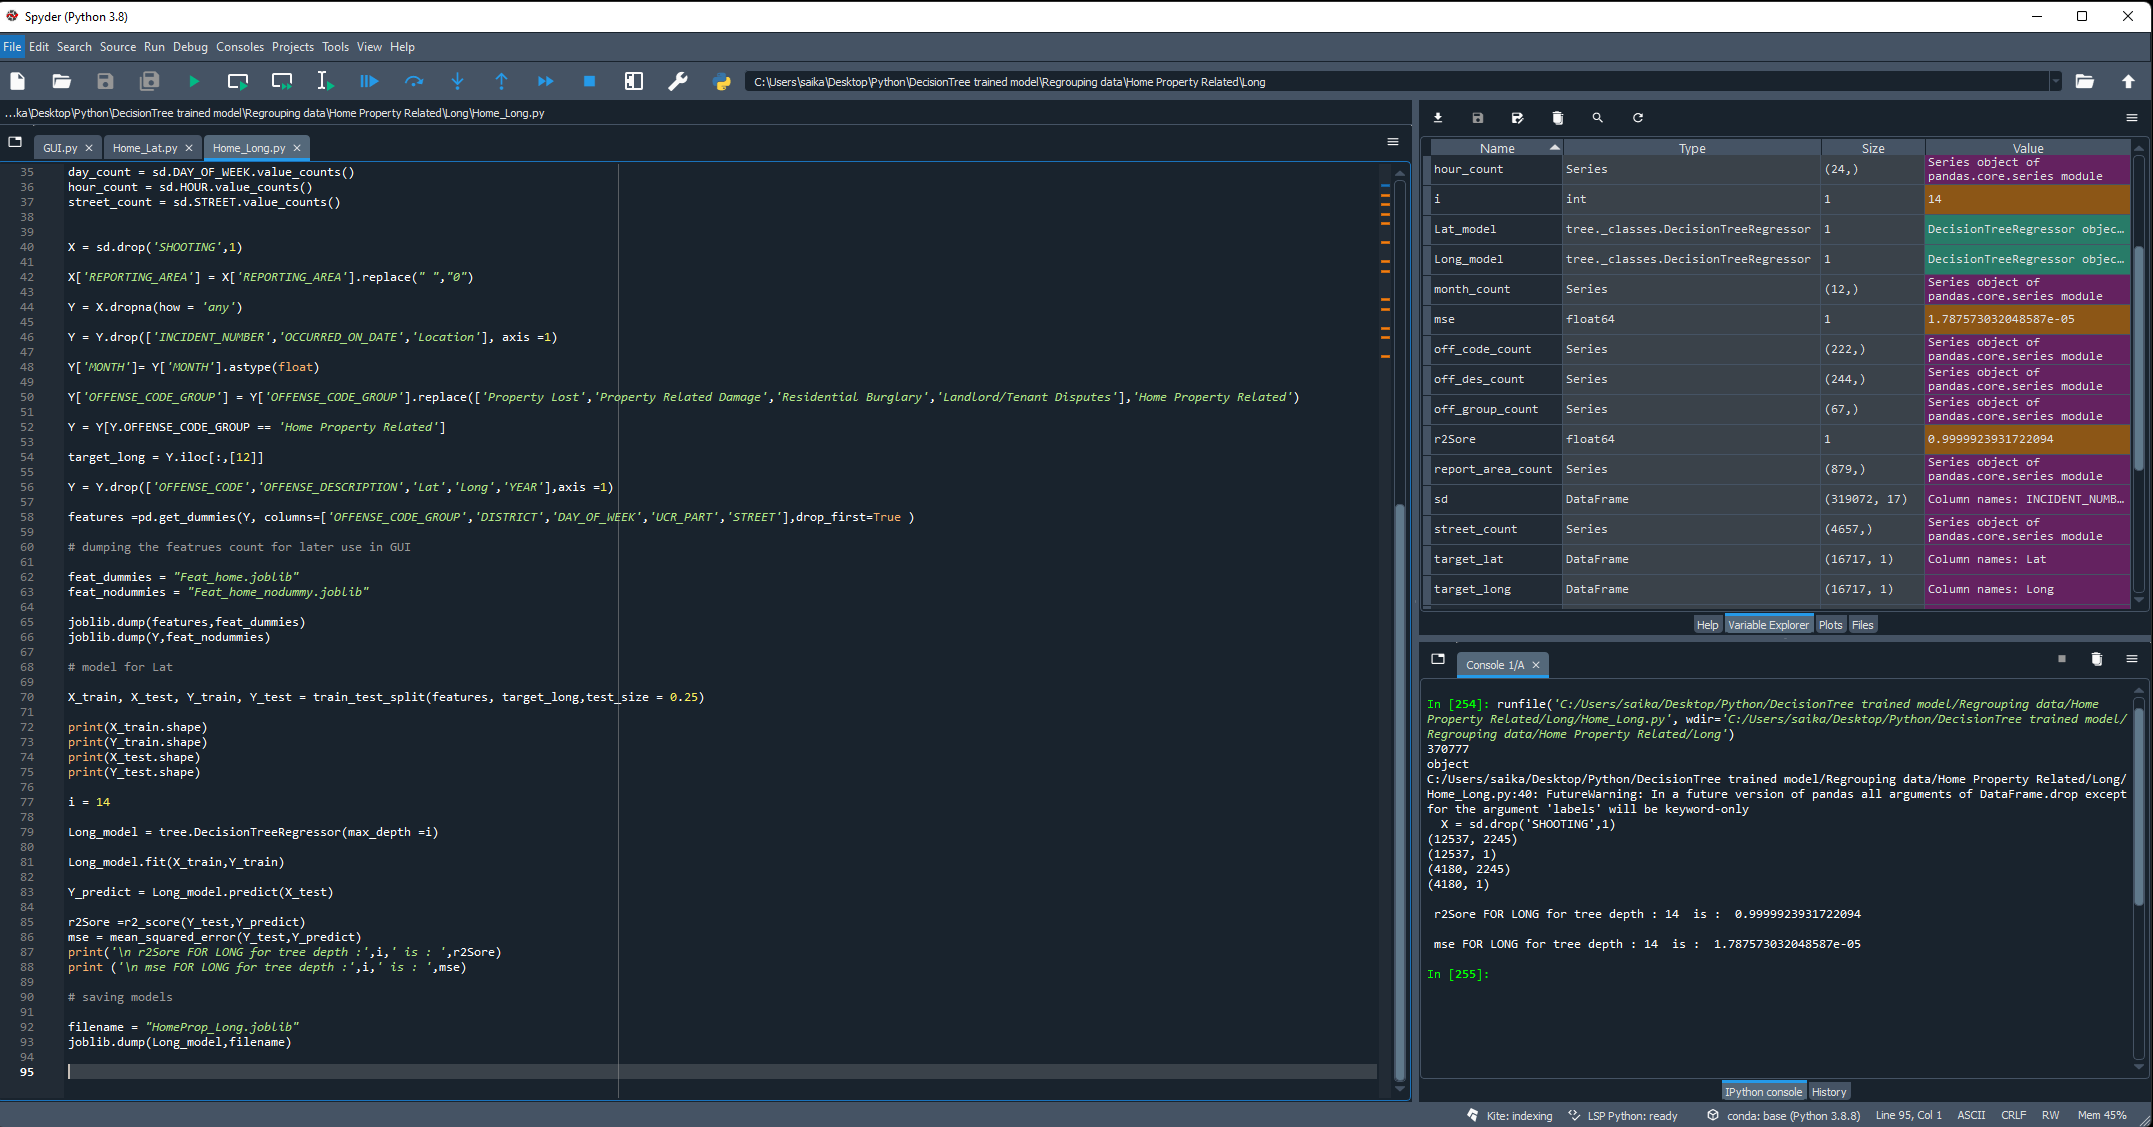 Spyder (Python 3.8)
File Edit Search Source Run Debug Consoles Projects Tools View Help
C:\Users\saika\Desktop\Python\DecisionTree trained model\Regrouping data\Home Property Related\Long
...ka\Desktop\Python\DecisionTree trained model\Regrouping data\Home Property Related\Long\Home_Long.py
GUI.py Home_Lat.py Home_Long.py
35 day_count = sd.DAY_OF_WEEK.value_counts()
36 hour_count = sd.HOUR.value_counts()
37 street_count = sd.STREET.value_counts()
38
39
40 X = sd.drop('SHOOTING',1)
41
42 X['REPORTING_AREA'] = X['REPORTING_AREA'].replace(" ","0")
43
44 Y = X.dropna(how = 'any')
45
46 Y = Y.drop(['INCIDENT_NUMBER','OCCURRED_ON_DATE','Location'], axis =1)
47
48 Y['MONTH']= Y['MONTH'].astype(float)
49
50 Y['OFFENSE_CODE_GROUP'] = Y['OFFENSE_CODE_GROUP'].replace(['Property Lost','Property Related Damage','Residential Burglary','Landlord/Tenant Disputes'],'Home Property Related')
51
52 Y = Y[Y.OFFENSE_CODE_GROUP == 'Home Property Related']
53
54 target_long = Y.iloc[:,[12]]
55
56 Y = Y.drop(['OFFENSE_CODE','OFFENSE_DESCRIPTION','Lat','Long','YEAR'],axis =1)
57
58 features =pd.get_dummies(Y, columns=['OFFENSE_CODE_GROUP','DISTRICT','DAY_OF_WEEK','UCR_PART','STREET'],drop_first=True )
59
60 # dumping the featrues count for later use in GUI
61
62 feat_dummies = "Feat_home.joblib"
63 feat_nodummies = "Feat_home_nodummy.joblib"
64
65 joblib.dump(features,feat_dummies)
66 joblib.dump(Y,feat_nodummies)
67
68 # model for Lat
69
70 X_train, X_test, Y_train, Y_test = train_test_split(features, target_long,test_size = 0.25)
71
72 print(X_train.shape)
73 print(Y_train.shape)
74 print(X_test.shape)
75 print(Y_test.shape)
76
77 i = 14
78
79 Long_model = tree.DecisionTreeRegressor(max_depth =i)
80
81 Long_model.fit(X_train,Y_train)
82
83 Y_predict = Long_model.predict(X_test)
84
85 r2Sore =r2_score(Y_test,Y_predict)
86 mse = mean_squared_error(Y_test,Y_predict)
87 print('\n r2Sore FOR LONG for tree depth :',i,' is : ',r2Sore)
88 print ('\n mse FOR LONG for tree depth :',i,' is : ',mse)
89
90 # saving models
91
92 filename = "HomeProp_Long.joblib"
93 joblib.dump(Long_model,filename)
94
95
Name Type Size Value
hour_count Series (24,) Series object of pandas.core.series module
i int 1 14
Lat_model tree._classes.DecisionTreeRegressor 1 DecisionTreeRegressor objec…
Long_model tree._classes.DecisionTreeRegressor 1 DecisionTreeRegressor objec…
month_count Series (12,) Series object of pandas.core.series module
mse float64 1 1.787573032048587e-05
off_code_count Series (222,) Series object of pandas.core.series module
off_des_count Series (244,) Series object of pandas.core.series module
off_group_count Series (67,) Series object of pandas.core.series module
r2Sore float64 1 0.9999923931722094
report_area_count Series (879,) Series object of pandas.core.series module
sd DataFrame (319072, 17) Column names: INCIDENT_NUMB…
street_count Series (4657,) Series object of pandas.core.series module
target_lat DataFrame (16717, 1) Column names: Lat
target_long DataFrame (16717, 1) Column names: Long
Help Variable Explorer Plots Files
Console 1/A
In [254]: runfile('C:/Users/saika/Desktop/Python/DecisionTree trained model/Regrouping data/Home
Property Related/Long/Home_Long.py', wdir='C:/Users/saika/Desktop/Python/DecisionTree trained model/
Regrouping data/Home Property Related/Long')
370777
object
C:/Users/saika/Desktop/Python/DecisionTree trained model/Regrouping data/Home Property Related/Long/
Home_Long.py:40: FutureWarning: In a future version of pandas all arguments of DataFrame.drop except
for the argument 'labels' will be keyword-only
X = sd.drop('SHOOTING',1)
(12537, 2245)
(12537, 1)
(4180, 2245)
(4180, 1)
r2Sore FOR LONG for tree depth : 14 is : 0.9999923931722094
mse FOR LONG for tree depth : 14 is : 1.787573032048587e-05
In [255]:
IPython console History
Kite: indexing LSP Python: ready conda: base (Python 3.8.8) Line 95, Col 1 ASCII CRLF RW Mem 45%